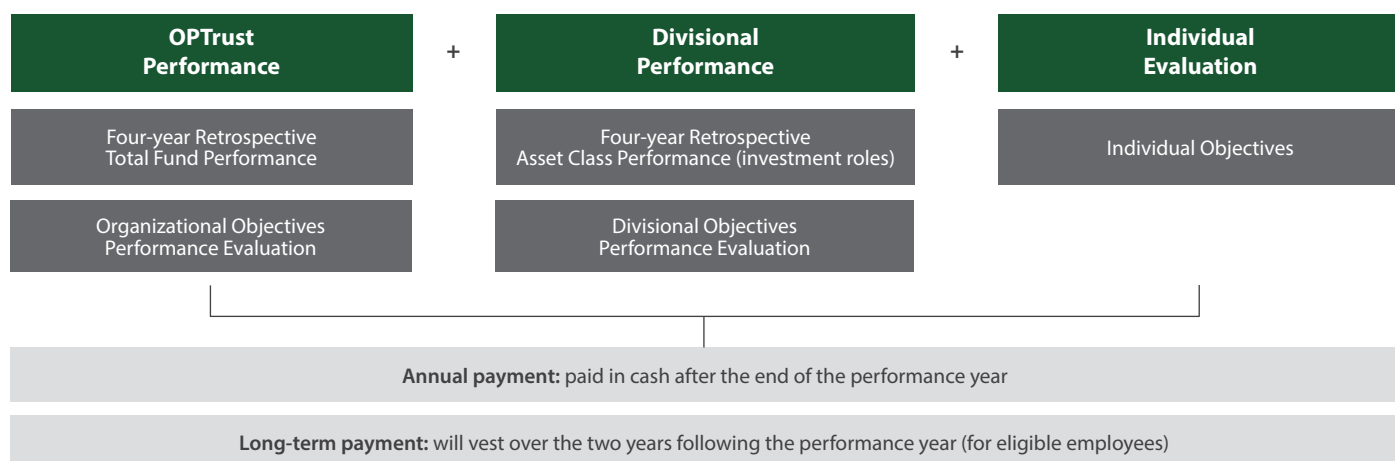 OPTrust
Performance
+
Divisional
Performance
+
Individual
Evaluation
Four-year Retrospective
Total Fund Performance
Four-year Retrospective
Asset Class Performance (investment roles)
Individual Objectives
Organizational Objectives
Performance Evaluation
Divisional Objectives
Performance Evaluation
Annual payment: paid in cash after the end of the performance year
Long-term payment: will vest over the two years following the performance year (for eligible employees)